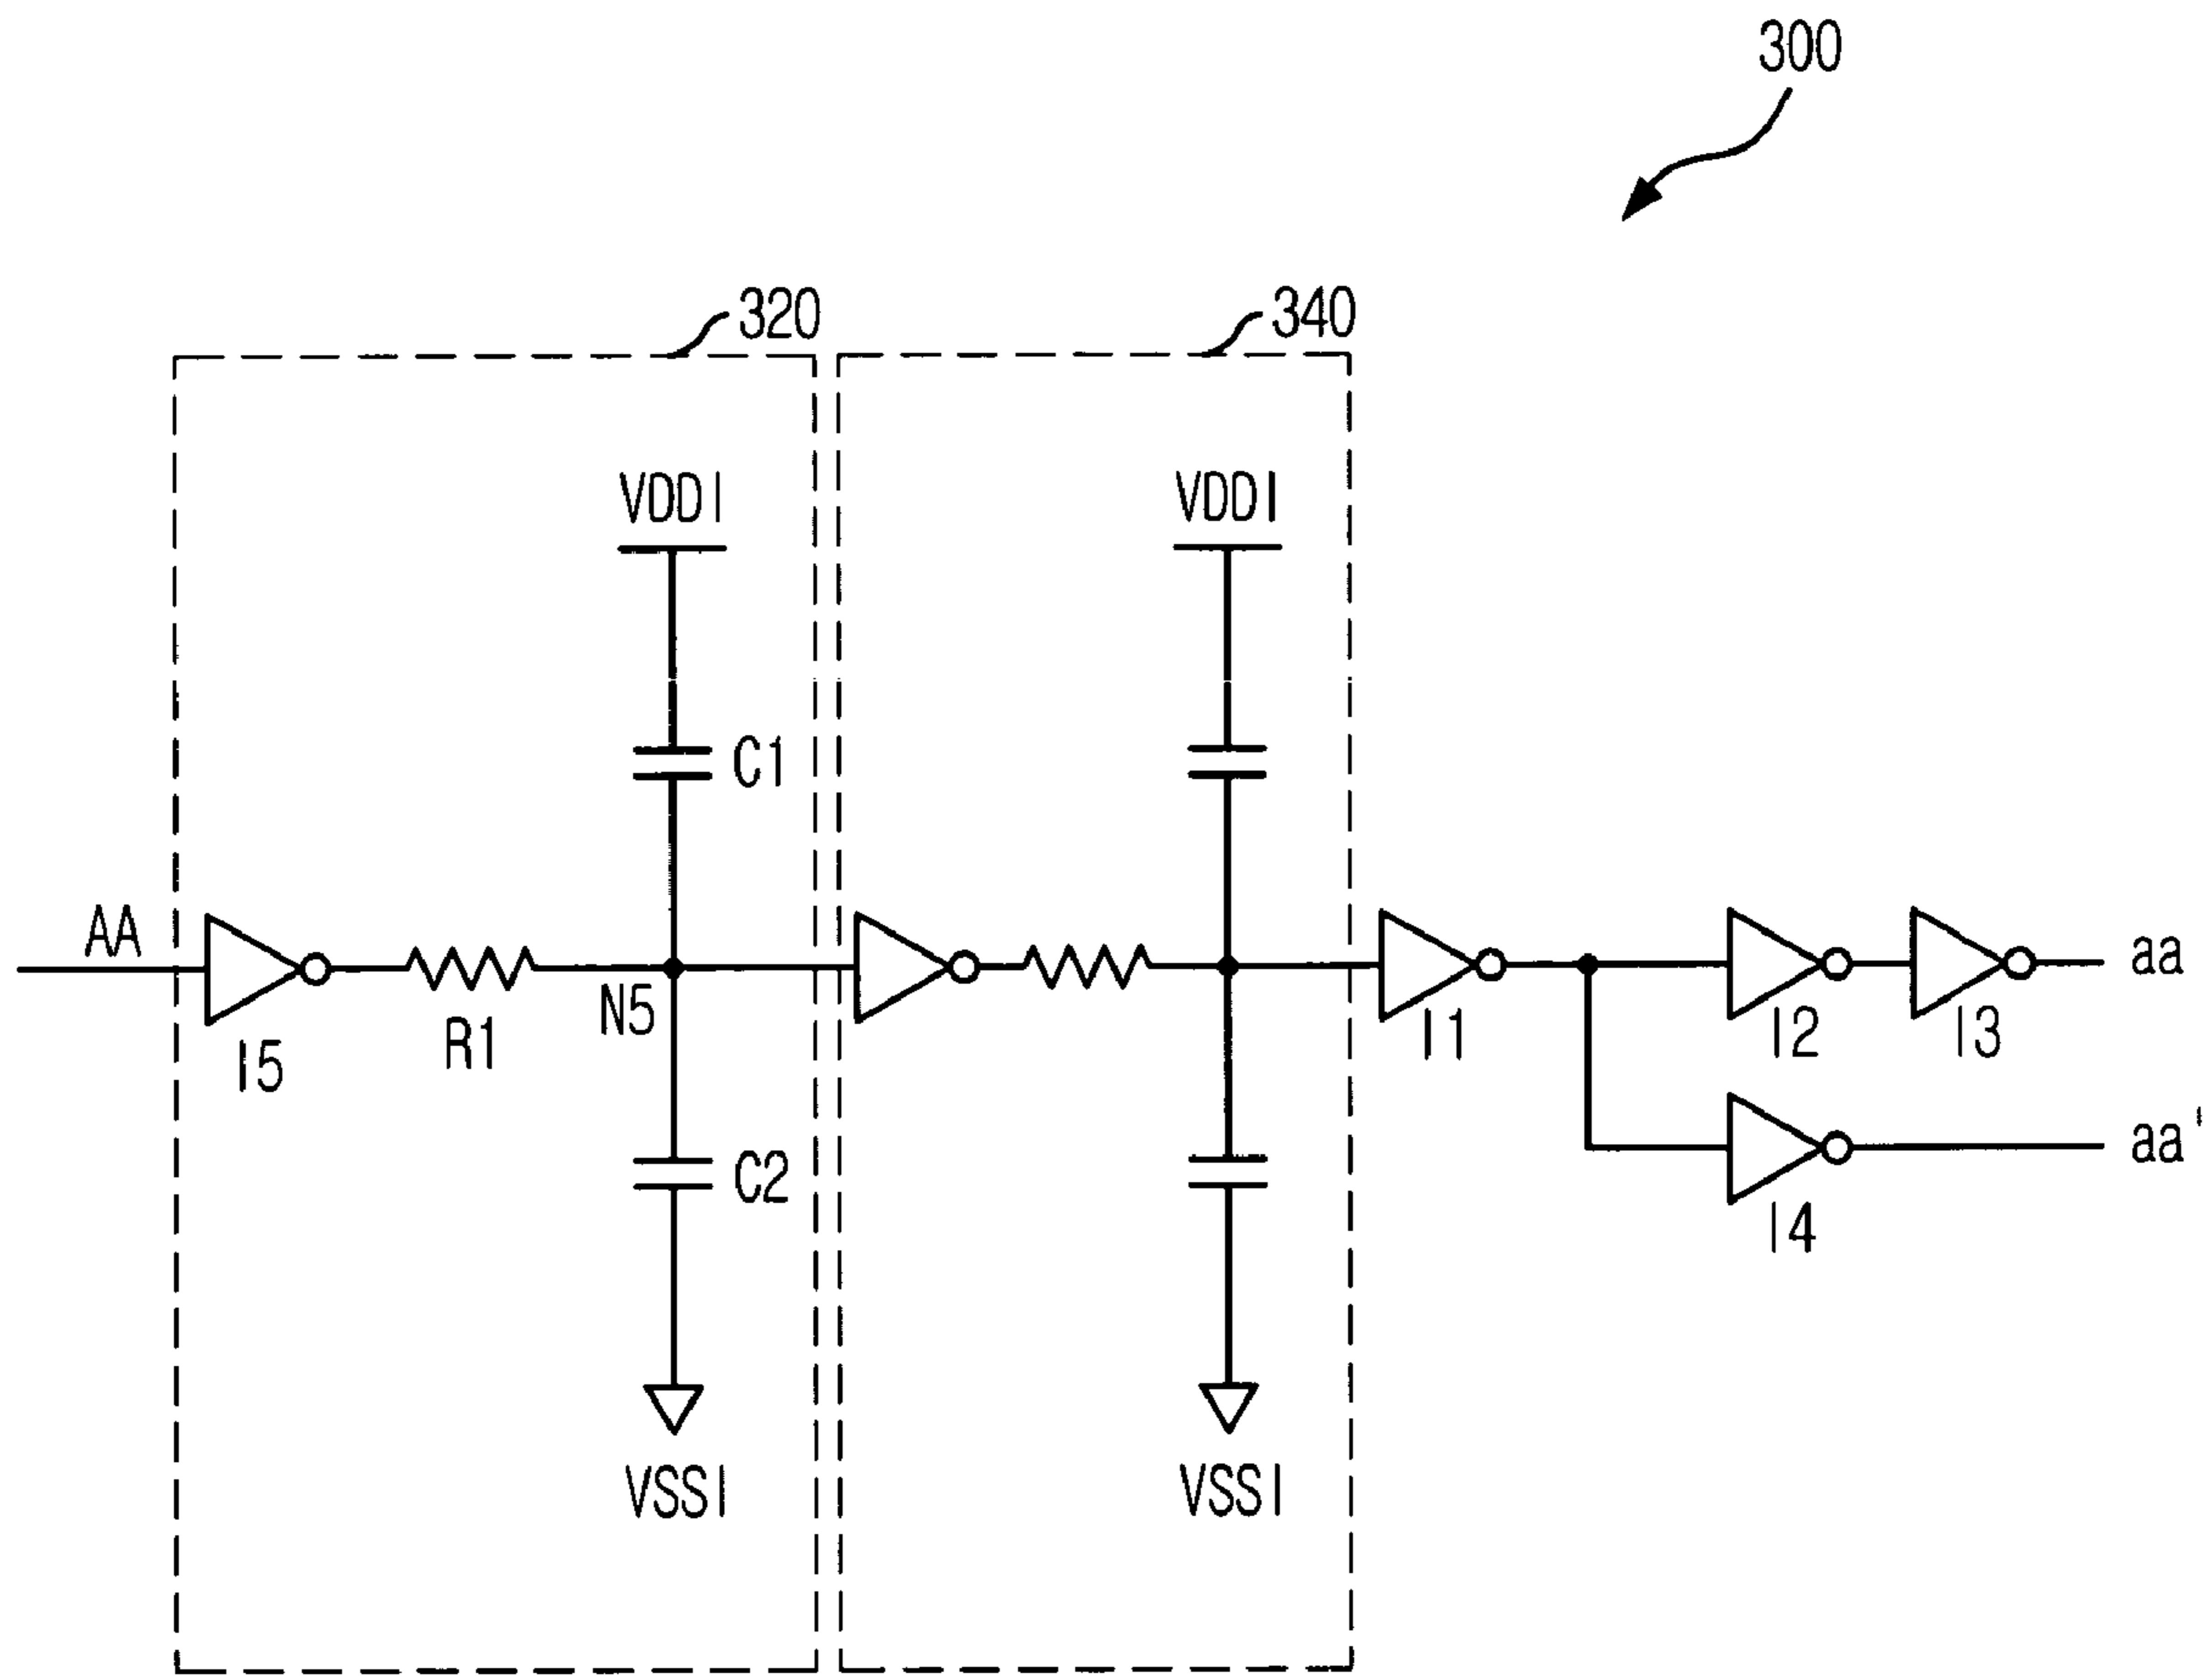 300
320
340
VDDI
VDDI
C1
AA
aa
N5
R1
I5
I1
I2
I3
aa'
C2
I4
VSSI
VSSI